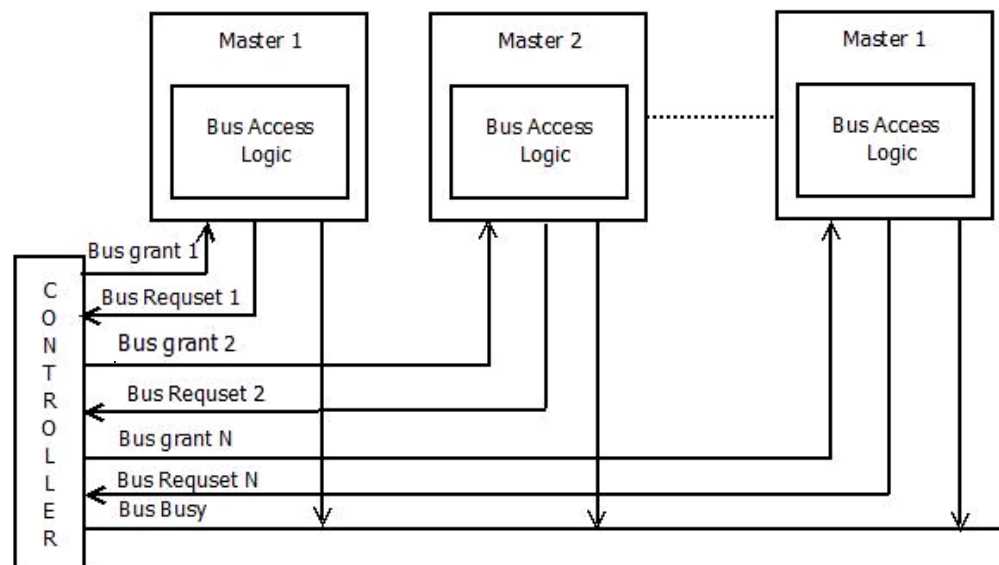 Master 1
Master 2
Master 1
Bus Access
Logic
Bus Access
Logic
Bus Access
Logic
Bus grant 1
Bus Requset 1
Bus grant 2
Bus Requset 2
Bus grant N
Bus Requset N
Bus Busy
C
O
N
T
R
O
L
L
E
R